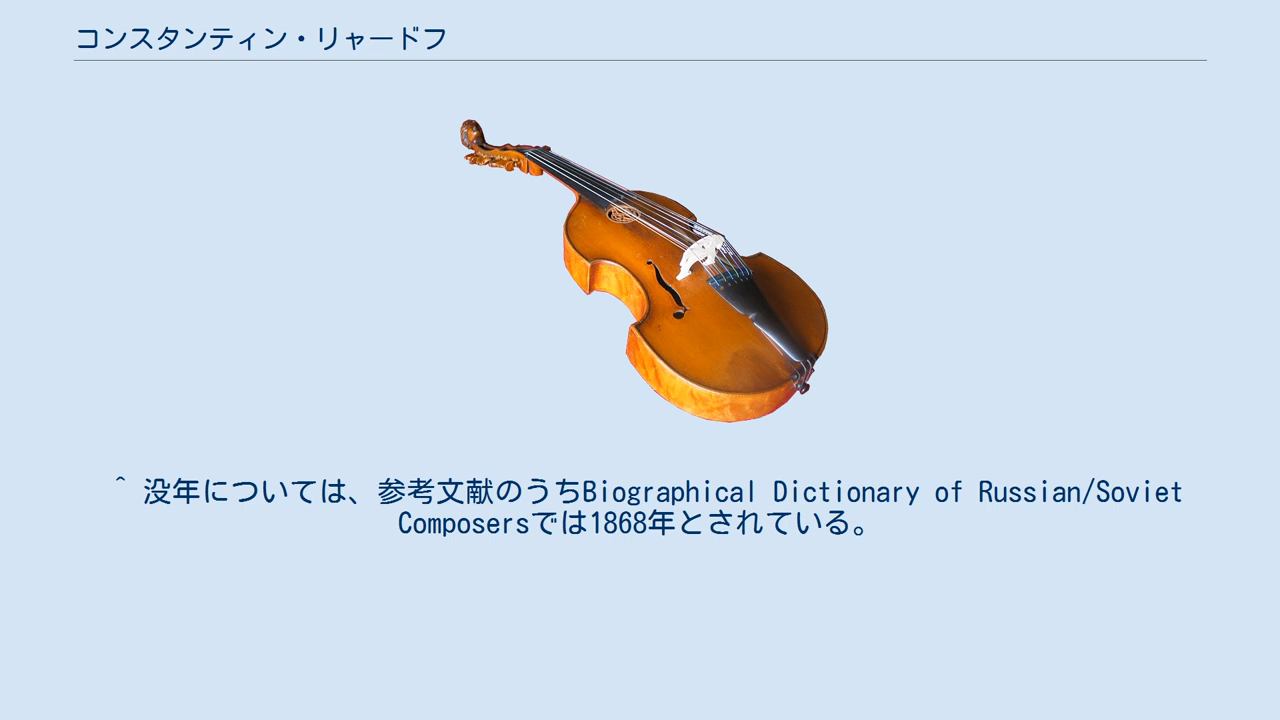 コンスタンティン・リャードフ
^ 没年については、参考文献のうちBiographical Dictionary of Russian/Soviet
Composersでは1868年とされている。